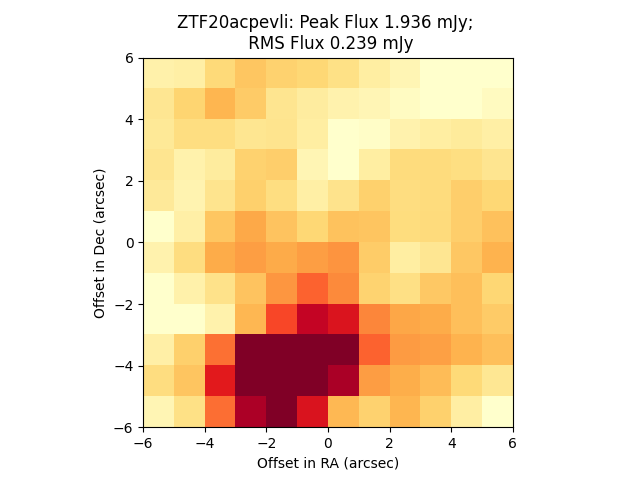 ZTF20acpevli: Peak Flux 1.936 mJy;
RMS Flux 0.239 mJy
6
4
2
0
−2
−4
−6
Offset in Dec (arcsec)
−6 −4 −2 0 2 4 6
Offset in RA (arcsec)